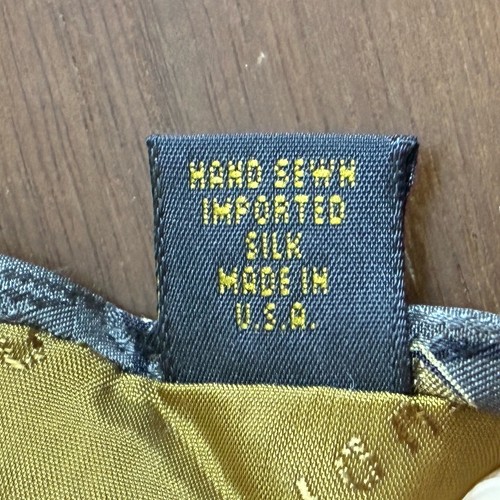 HAND SEWN
IMPORTED
SILK
MADE IN
U.S.A.